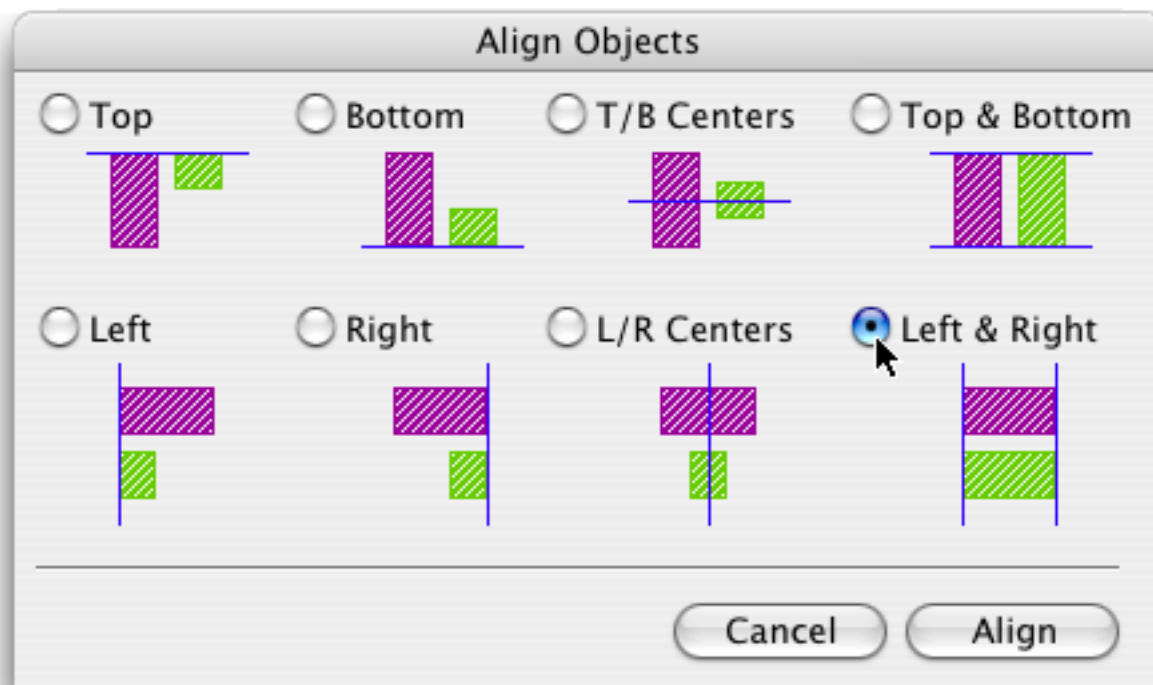 Align Objects
Top Bottom T/B Centers Top & Bottom
Left Right L/R Centers Left & Right
Cancel Align